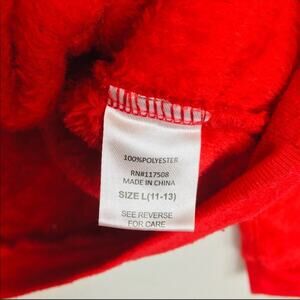 100%POLYESTER
RN#117508
MADE IN CHINA
SIZE L(11-13)
SEE REVERSE
FOR CARE